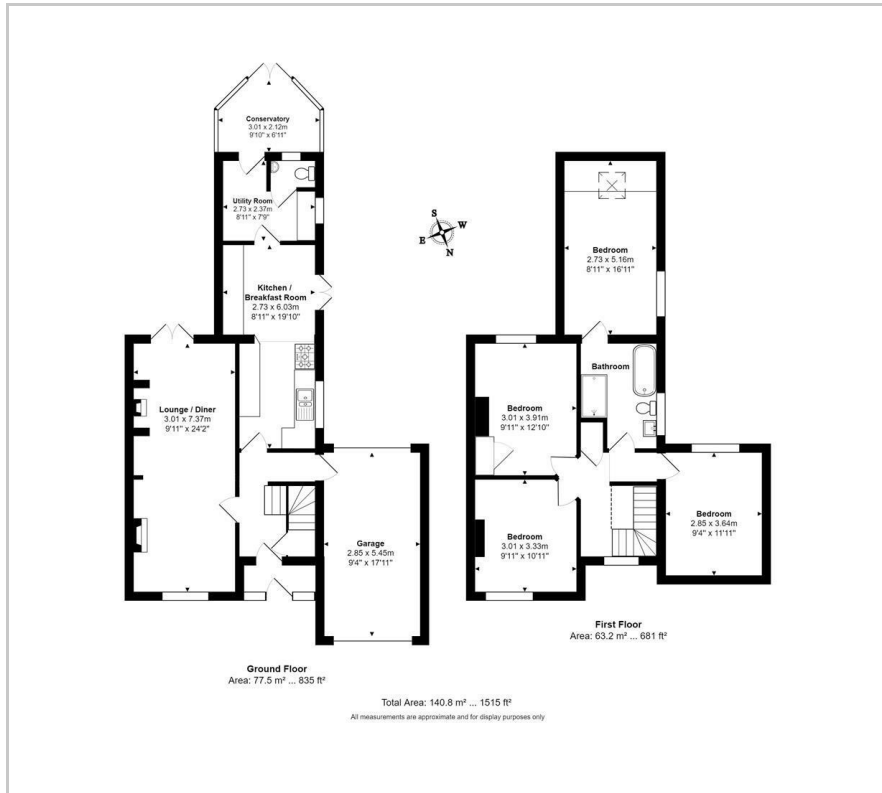 Conservatory
3.01 x 2.12m
9'10" x 6'11"
Utility Room
2.73 x 2.37m
8'11" x 7'9"
Kitchen /
Breakfast Room
2.73 x 6.03m
8'11" x 19'10"
Lounge / Diner
3.01 x 7.37m
9'11" x 24'2"
Garage
2.85 x 5.45m
9'4" x 17'11"
Ground Floor
Area: 77.5 m² ... 835 ft²
S
W
E
N
Bedroom
2.73 x 5.16m
8'11" x 16'11"
Bathroom
Bedroom
3.01 x 3.91m
9'11" x 12'10"
Bedroom
2.85 x 3.64m
9'4" x 11'11"
Bedroom
3.01 x 3.33m
9'11" x 10'11"
First Floor
Area: 63.2 m² ... 681 ft²
Total Area: 140.8 m² ... 1515 ft²
All measurements are approximate and for display purposes only